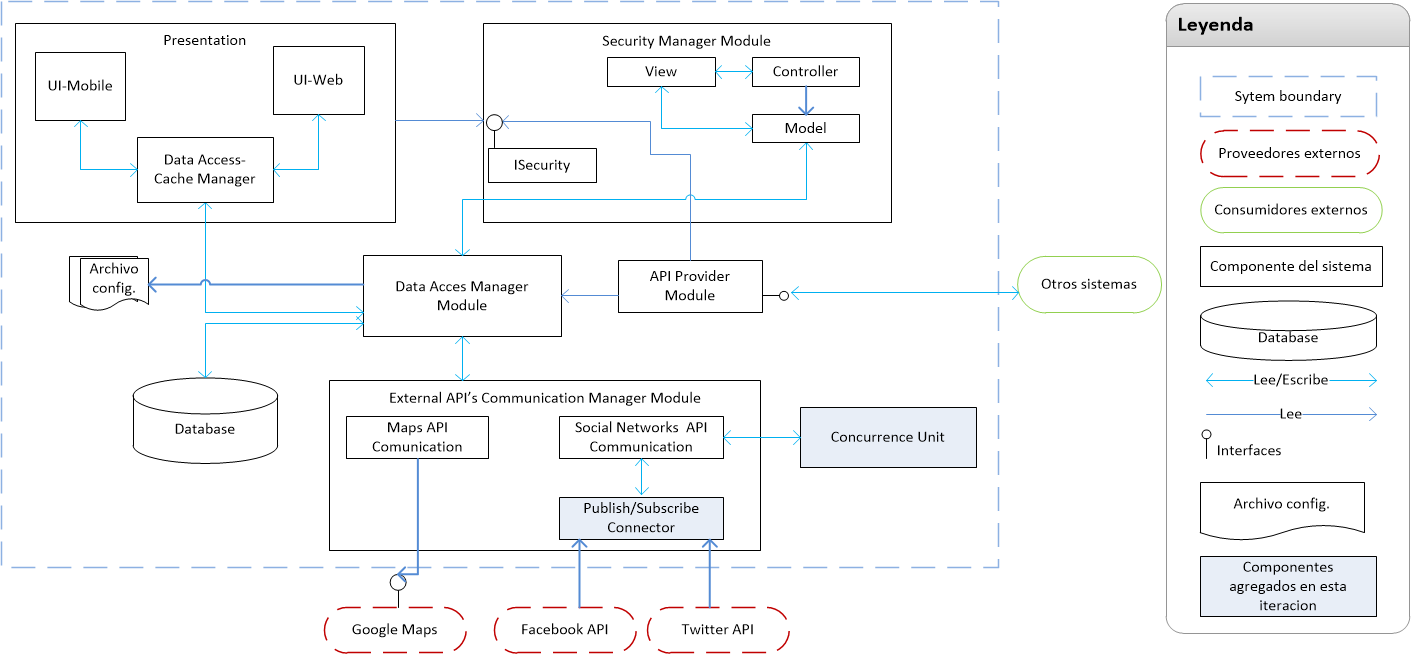 Presentation
UI-Mobile
UI-Web
Data Access-
Cache Manager
Security Manager Module
View
Controller
Model
ISecurity
Archivo
config.
Data Acces Manager
Module
API Provider
Module
Otros sistemas
Database
External API's Communication Manager Module
Maps API
Comunication
Social Networks API
Communication
Concurrence Unit
Publish/Subscribe
Connector
Google Maps
Facebook API
Twitter API
Leyenda
Sytem boundary
Proveedores externos
Consumidores externos
Componente del sistema
Database
Lee/Escribe
Lee
Interfaces
Archivo config.
Componentes
agregados en esta
iteracion